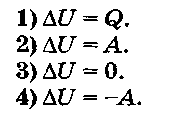 1) ΔU = Q.
2) ΔU = A.
3) ΔU = 0.
4) ΔU = –A.